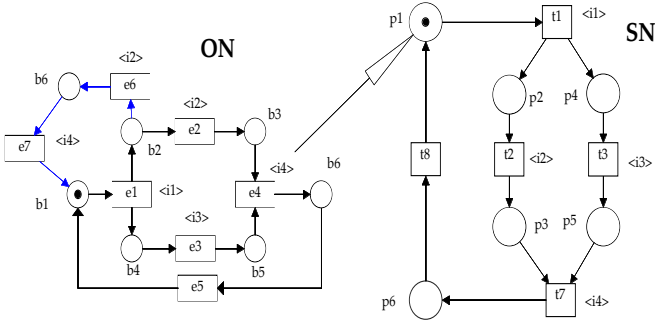 ON
SN
p1
t1 <i1>
<i2>
b6
e6
<i2>
p2
p4
b3
e7
<i4>
e2
b2
t8
t2 <i2>
t3 <i3>
<i4>
b6
b1
e1 <i1>
e4
<i3>
p3
p5
e3
b4
b5
e5
p6
t7 <i4>